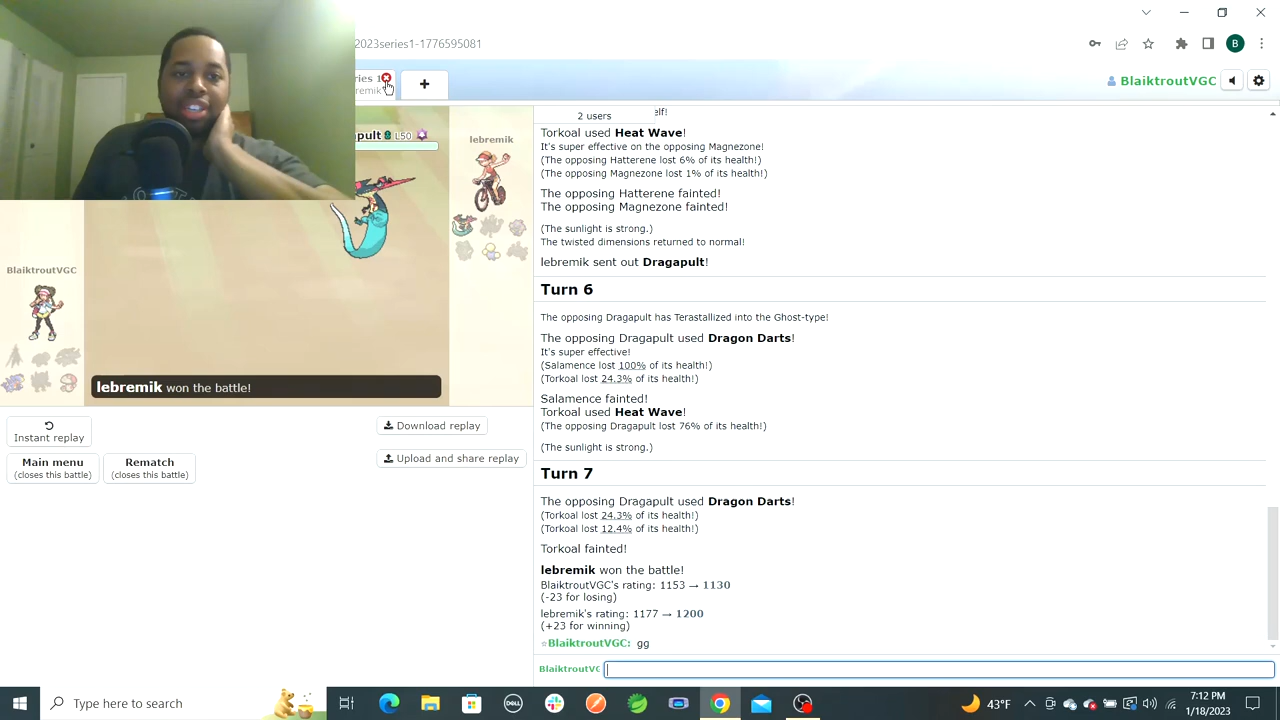 2023series1-1776595081
B
ries 1
remik
BlaiktroutVGC
2 users
elf!
Torkoal used Heat Wave!
It's super effective on the opposing Magnezone!
(The opposing Hatterene lost 6% of its health!)
(The opposing Magnezone lost 1% of its health!)
The opposing Hatterene fainted!
The opposing Magnezone fainted!
(The sunlight is strong.)
The twisted dimensions returned to normal!
lebremik sent out Dragapult!
Turn 6
The opposing Dragapult has Terastallized into the Ghost-type!
The opposing Dragapult used Dragon Darts!
It's super effective!
(Salamence lost 100% of its health!)
(Torkoal lost 24.3% of its health!)
Salamence fainted!
Torkoal used Heat Wave!
(The opposing Dragapult lost 76% of its health!)
(The sunlight is strong.)
Turn 7
The opposing Dragapult used Dragon Darts!
(Torkoal lost 24.3% of its health!)
(Torkoal lost 12.4% of its health!)
Torkoal fainted!
lebremik won the battle!
BlaiktroutVGC's rating: 1153 → 1130
(-23 for losing)
lebremik's rating: 1177 → 1200
(+23 for winning)
☆BlaiktroutVGC: gg
BlaiktroutVC
pult L50
lebremik
BlaiktroutVGC
lebremik won the battle!
Instant replay
Download replay
Upload and share replay
Main menu
(closes this battle)
Rematch
(closes this battle)
Type here to search
DELL
43°F
7:12 PM
1/18/2023